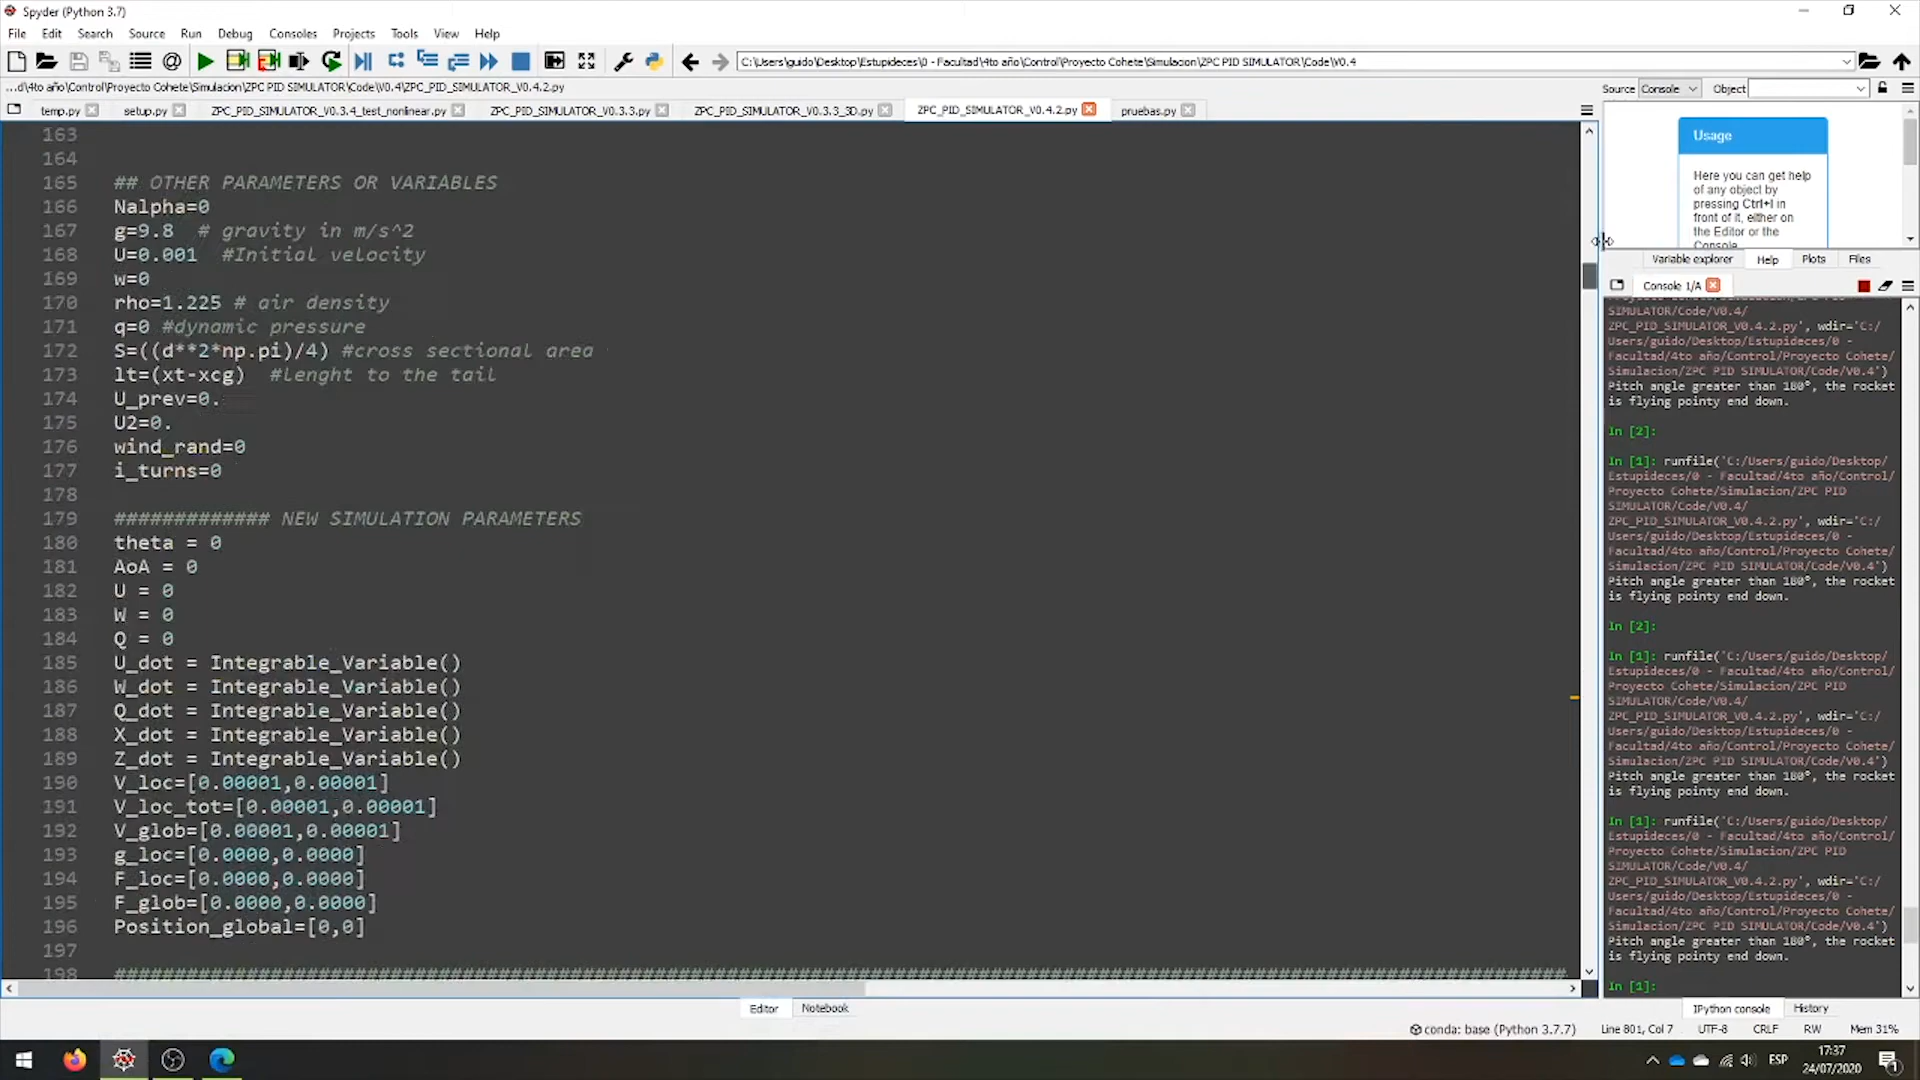 Spyder (Python 3.7)
File Edit Search Source Run Debug Consoles Projects Tools View Help
C:\Users\guido\Desktop\Estupideces\0 - Facultad\4to año\Control\Proyecto Cohete\Simulacion\ZPC PID SIMULATOR\Code\V0.4
...d\4to año\Control\Proyecto Cohete\Simulacion\ZPC PID SIMULATOR\Code\V0.4\ZPC_PID_SIMULATOR_V0.4.2.py
Source Console Object
temp.py setup.py ZPC_PID_SIMULATOR_V0.3.4_test_nonlinear.py ZPC_PID_SIMULATOR_V0.3.3.py ZPC_PID_SIMULATOR_V0.3.3_3D.py ZPC_PID_SIMULATOR_V0.4.2.py pruebas.py
163
164
165 ## OTHER PARAMETERS OR VARIABLES
166 Nalpha=0
167 g=9.8 # gravity in m/s^2
168 U=0.001 #Initial velocity
169 w=0
170 rho=1.225 # air density
171 q=0 #dynamic pressure
172 S=((d**2*np.pi)/4) #cross sectional area
173 lt=(xt-xcg) #lenght to the tail
174 U_prev=0.
175 U2=0.
176 wind_rand=0
177 i_turns=0
178
179 ############# NEW SIMULATION PARAMETERS
180 theta = 0
181 AoA = 0
182 U = 0
183 W = 0
184 Q = 0
185 U_dot = Integrable_Variable()
186 W_dot = Integrable_Variable()
187 Q_dot = Integrable_Variable()
188 X_dot = Integrable_Variable()
189 Z_dot = Integrable_Variable()
190 V_loc=[0.00001,0.00001]
191 V_loc_tot=[0.00001,0.00001]
192 V_glob=[0.00001,0.00001]
193 g_loc=[0.0000,0.0000]
194 F_loc=[0.0000,0.0000]
195 F_glob=[0.0000,0.0000]
196 Position_global=[0,0]
197
198
Editor Notebook
Usage
Here you can get help
of any object by
pressing Ctrl+I in
front of it, either on
the Editor or the
Console.
Variable explorer Help Plots Files
Console 1/A
SIMULATOR/Code/V0.4/
ZPC_PID_SIMULATOR_V0.4.2.py', wdir='C:/
Users/guido/Desktop/Estupideces/0 -
Facultad/4to año/Control/Proyecto Cohete/
Simulacion/ZPC PID SIMULATOR/Code/V0.4')
Pitch angle greater than 180º, the rocket
is flying pointy end down.
In [2]:
In [1]: runfile('C:/Users/guido/Desktop/
Estupideces/0 - Facultad/4to año/Control/
Proyecto Cohete/Simulacion/ZPC PID
SIMULATOR/Code/V0.4/
ZPC_PID_SIMULATOR_V0.4.2.py', wdir='C:/
Users/guido/Desktop/Estupideces/0 -
Facultad/4to año/Control/Proyecto Cohete/
Simulacion/ZPC PID SIMULATOR/Code/V0.4')
Pitch angle greater than 180º, the rocket
is flying pointy end down.
In [2]:
In [1]: runfile('C:/Users/guido/Desktop/
Estupideces/0 - Facultad/4to año/Control/
Proyecto Cohete/Simulacion/ZPC PID
SIMULATOR/Code/V0.4/
ZPC_PID_SIMULATOR_V0.4.2.py', wdir='C:/
Users/guido/Desktop/Estupideces/0 -
Facultad/4to año/Control/Proyecto Cohete/
Simulacion/ZPC PID SIMULATOR/Code/V0.4')
Pitch angle greater than 180º, the rocket
is flying pointy end down.
In [1]: runfile('C:/Users/guido/Desktop/
Estupideces/0 - Facultad/4to año/Control/
Proyecto Cohete/Simulacion/ZPC PID
SIMULATOR/Code/V0.4/
ZPC_PID_SIMULATOR_V0.4.2.py', wdir='C:/
Users/guido/Desktop/Estupideces/0 -
Facultad/4to año/Control/Proyecto Cohete/
Simulacion/ZPC PID SIMULATOR/Code/V0.4')
Pitch angle greater than 180º, the rocket
is flying pointy end down.
In [1]:
IPython console History
conda: base (Python 3.7.7) Line 801, Col 7 UTF-8 CRLF RW Mem 31%
ESP 17:37
24/07/2020
1